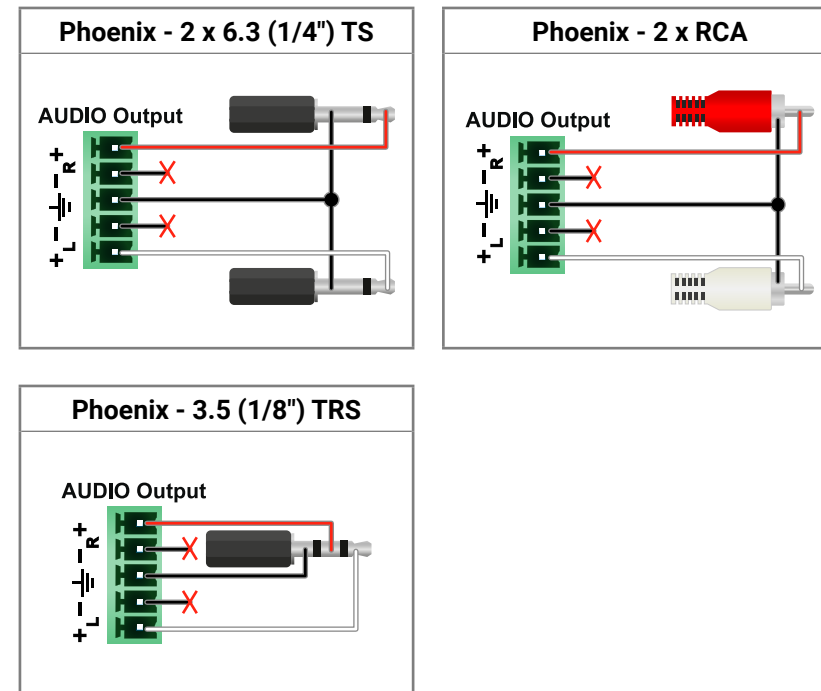 Phoenix - 2 x 6.3 (1/4") TS
AUDIO Output
+
R
-
-
L
+
Phoenix - 2 x RCA
AUDIO Output
+
R
-
-
L
+
Phoenix - 3.5 (1/8") TRS
AUDIO Output
+
R
-
-
L
+